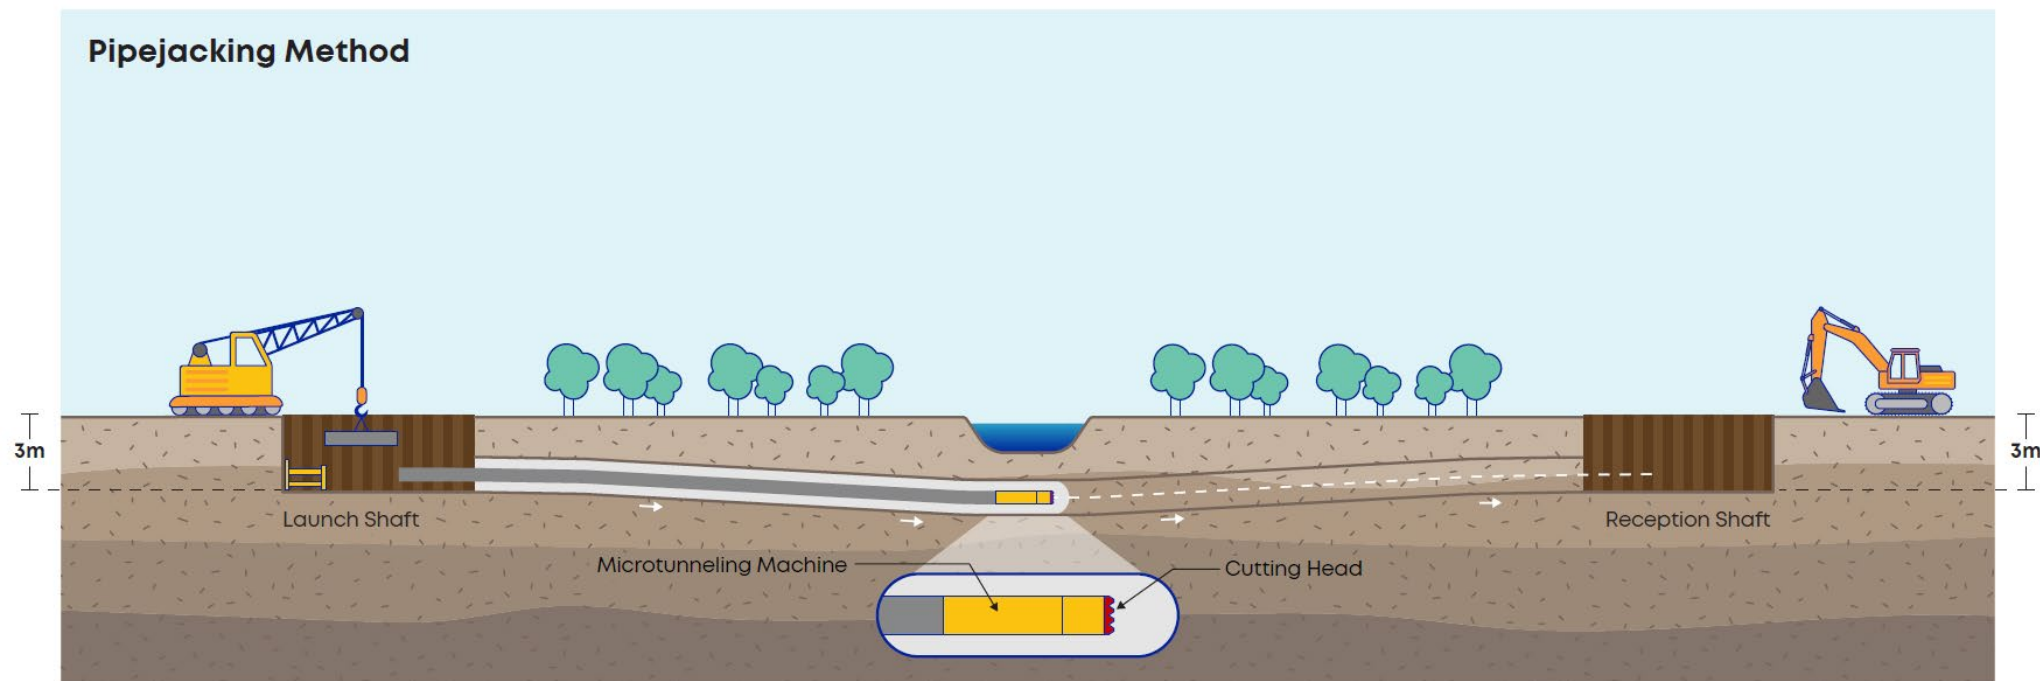 Pipejacking Method
3m
3m
Launch Shaft
Reception Shaft
Microtunneling Machine
Cutting Head